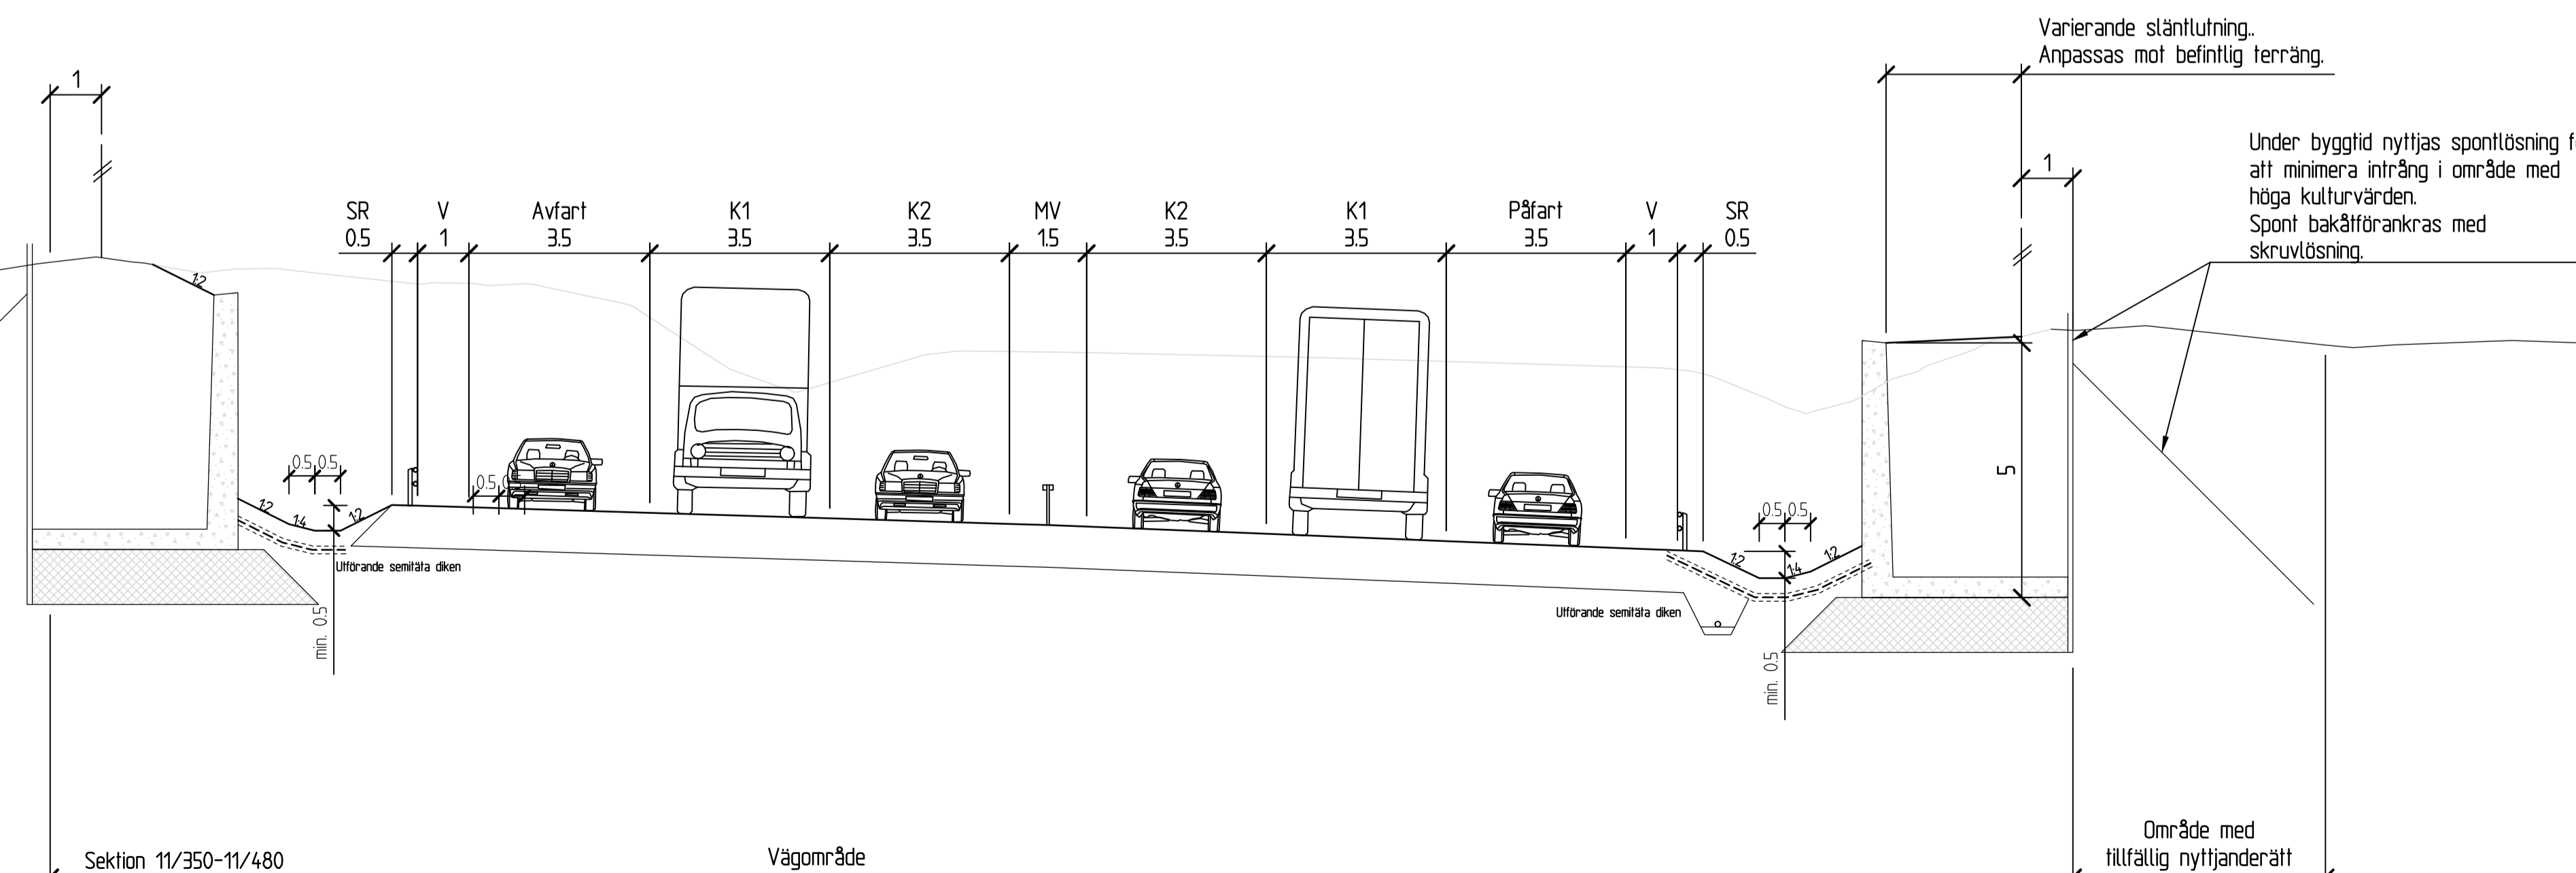 Varierande släntlutning..
Anpassas mot befintlig terräng.
1
Under byggtid nyttjas spontlösning
att minimera intrång i område med
höga kulturvärden.
Spont bakåtförankras med
skruvlösning.
1
SR V Avfart K1 K2 MV K2 K1 Påfart V SR
0.5 1 3.5 3.5 3.5 1.5 3.5 3.5 3.5 1 0.5
1:2
5
0.5 0.5
0.5
0.5 0.5
1:2 1:4 1:2
1:2 1:4 1:2
Utförande semitäta diken
Utförande semitäta diken
min. 0.5
min. 0.5
Sektion 11/350-11/480
Vägområde
Område med
tillfällig nyttjanderätt